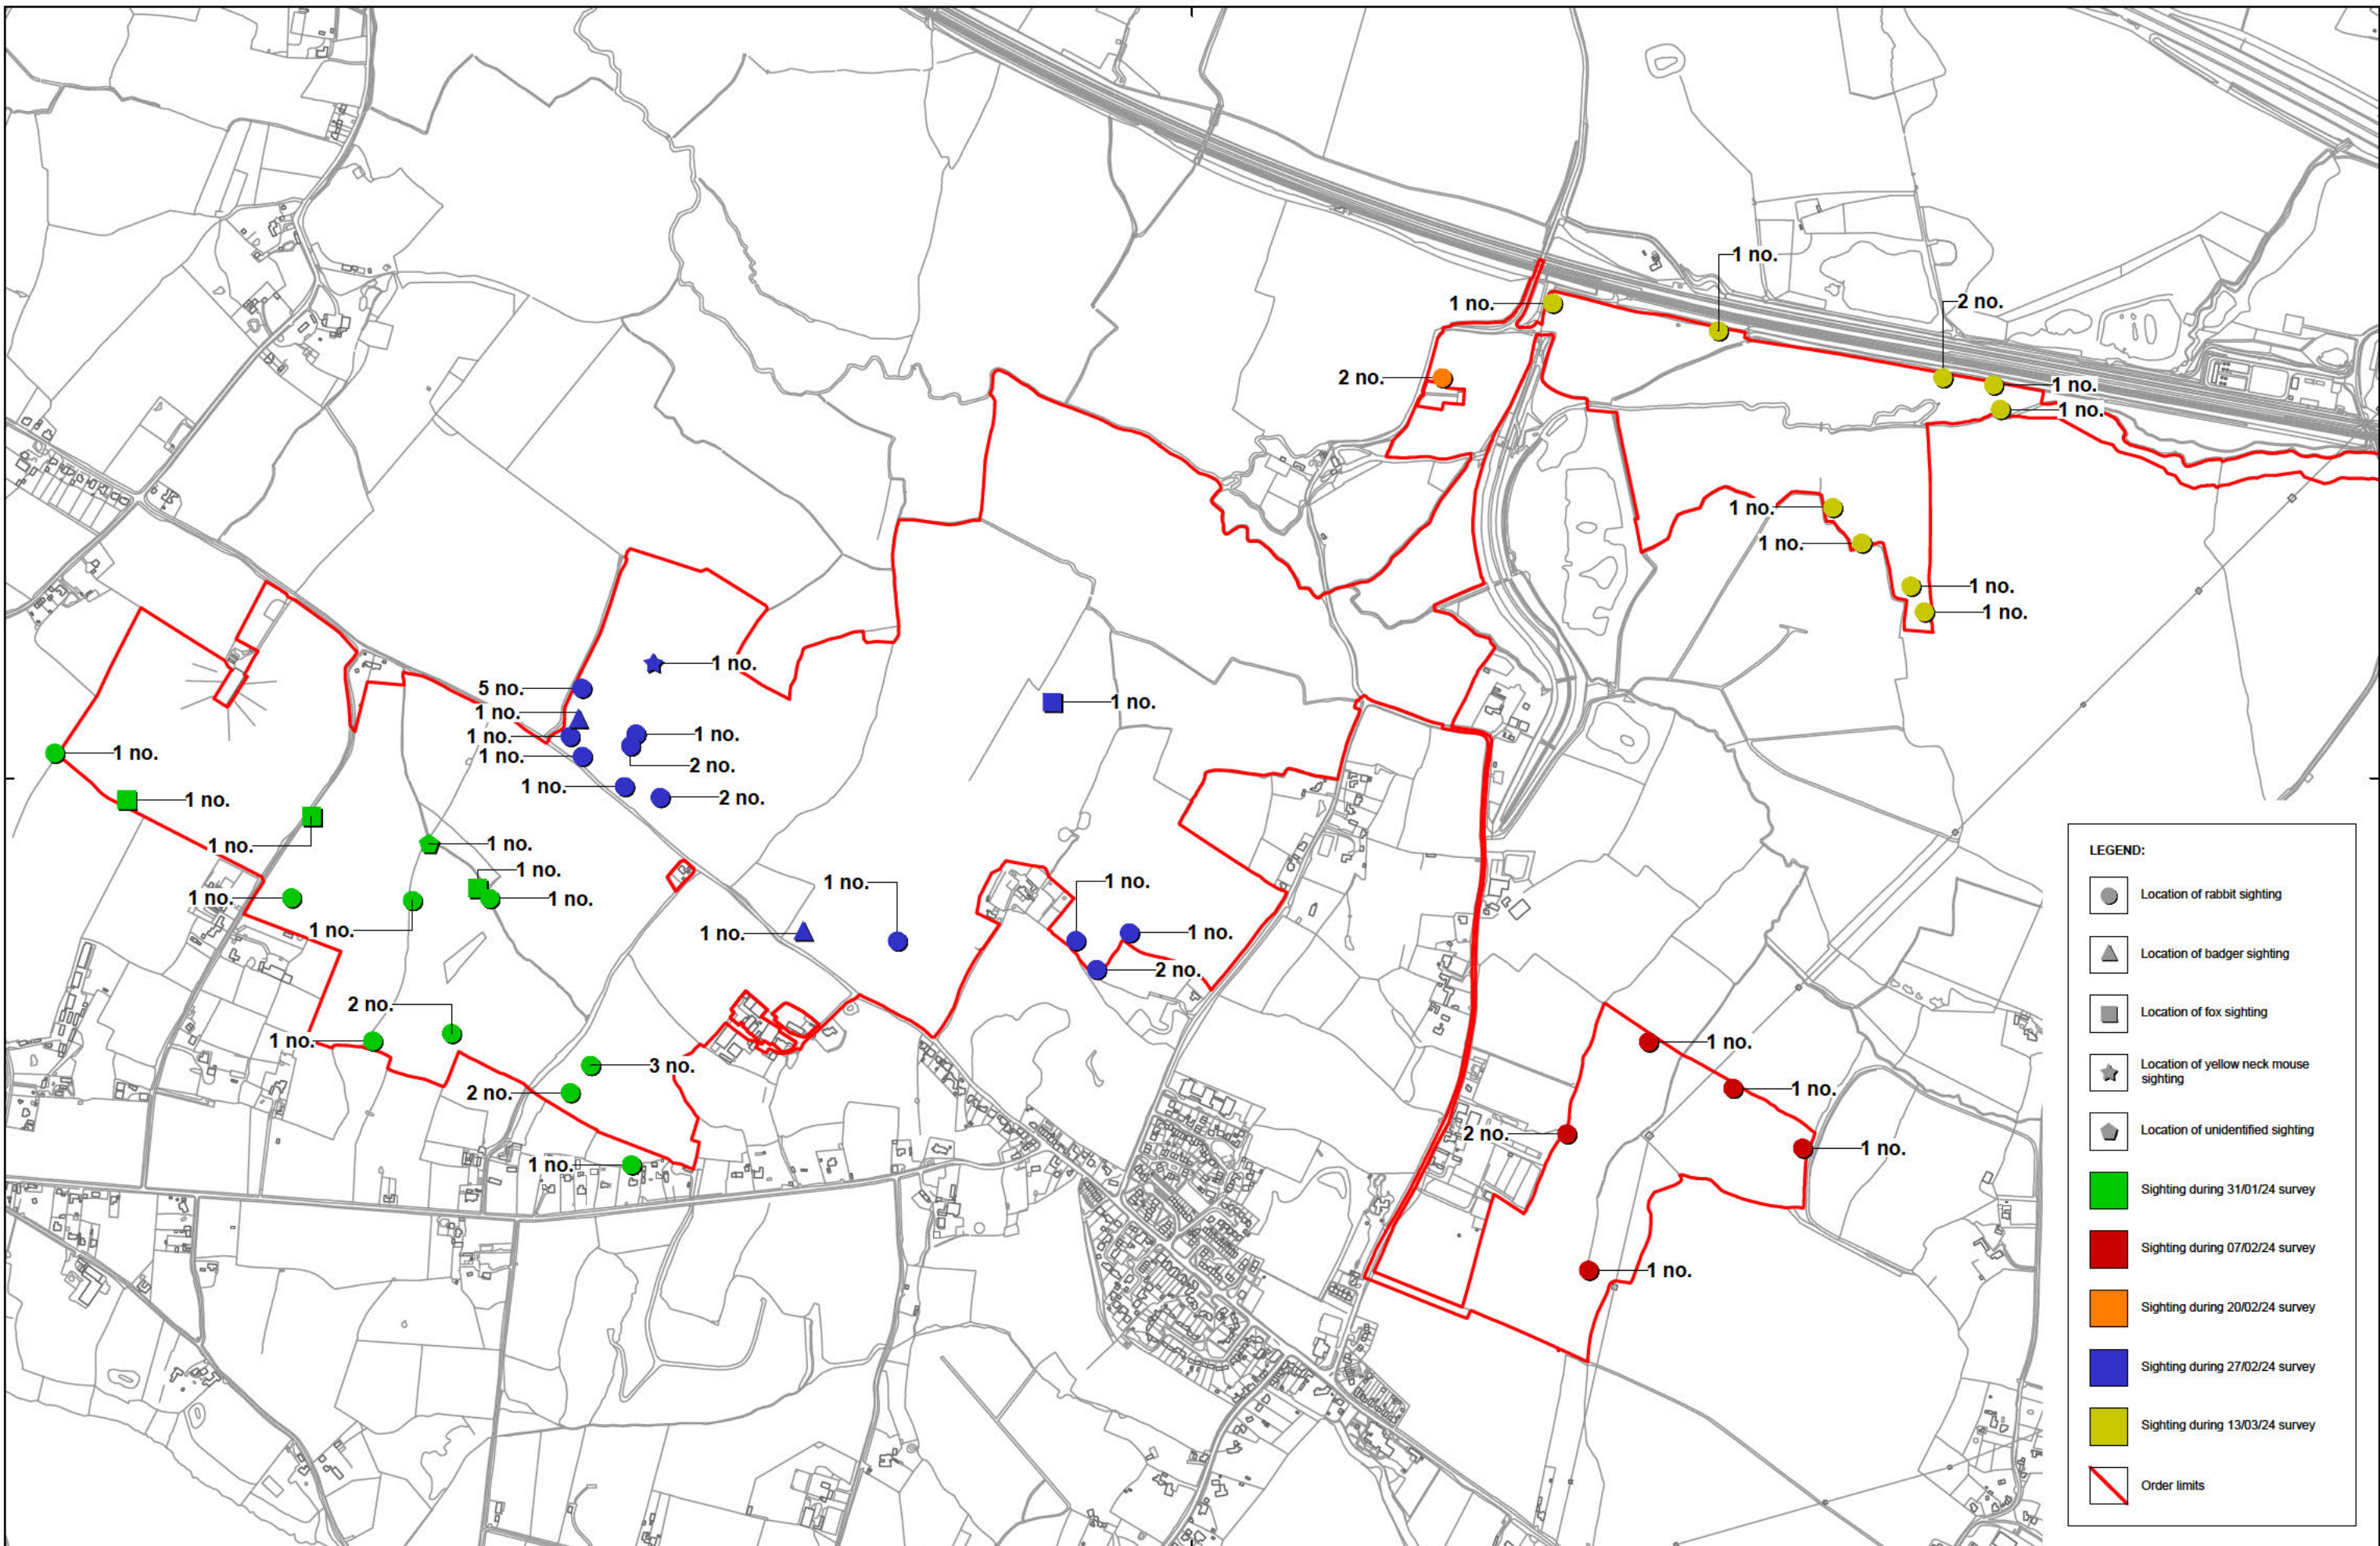 1 no.
2 no.
1 no.
2 no.
1 no.
1 no.
1 no.
1 no.
1 no.
1 no.
1 no.
5 no.
1 no.
1 no.
1 no.
1 no.
1 no.
2 no.
1 no.
2 no.
1 no.
1 no.
1 no.
1 no.
1 no.
1 no.
1 no.
1 no.
1 no.
1 no.
1 no.
1 no.
1 no.
2 no.
2 no.
1 no.
3 no.
2 no.
1 no.
1 no.
1 no.
2 no.
1 no.
1 no.
LEGEND:
Location of rabbit sighting
Location of badger sighting
Location of fox sighting
Location of yellow neck mouse
sighting
Location of unidentified sighting
Sighting during 31/01/24 survey
Sighting during 07/02/24 survey
Sighting during 20/02/24 survey
Sighting during 27/02/24 survey
Sighting during 13/03/24 survey
Order limits